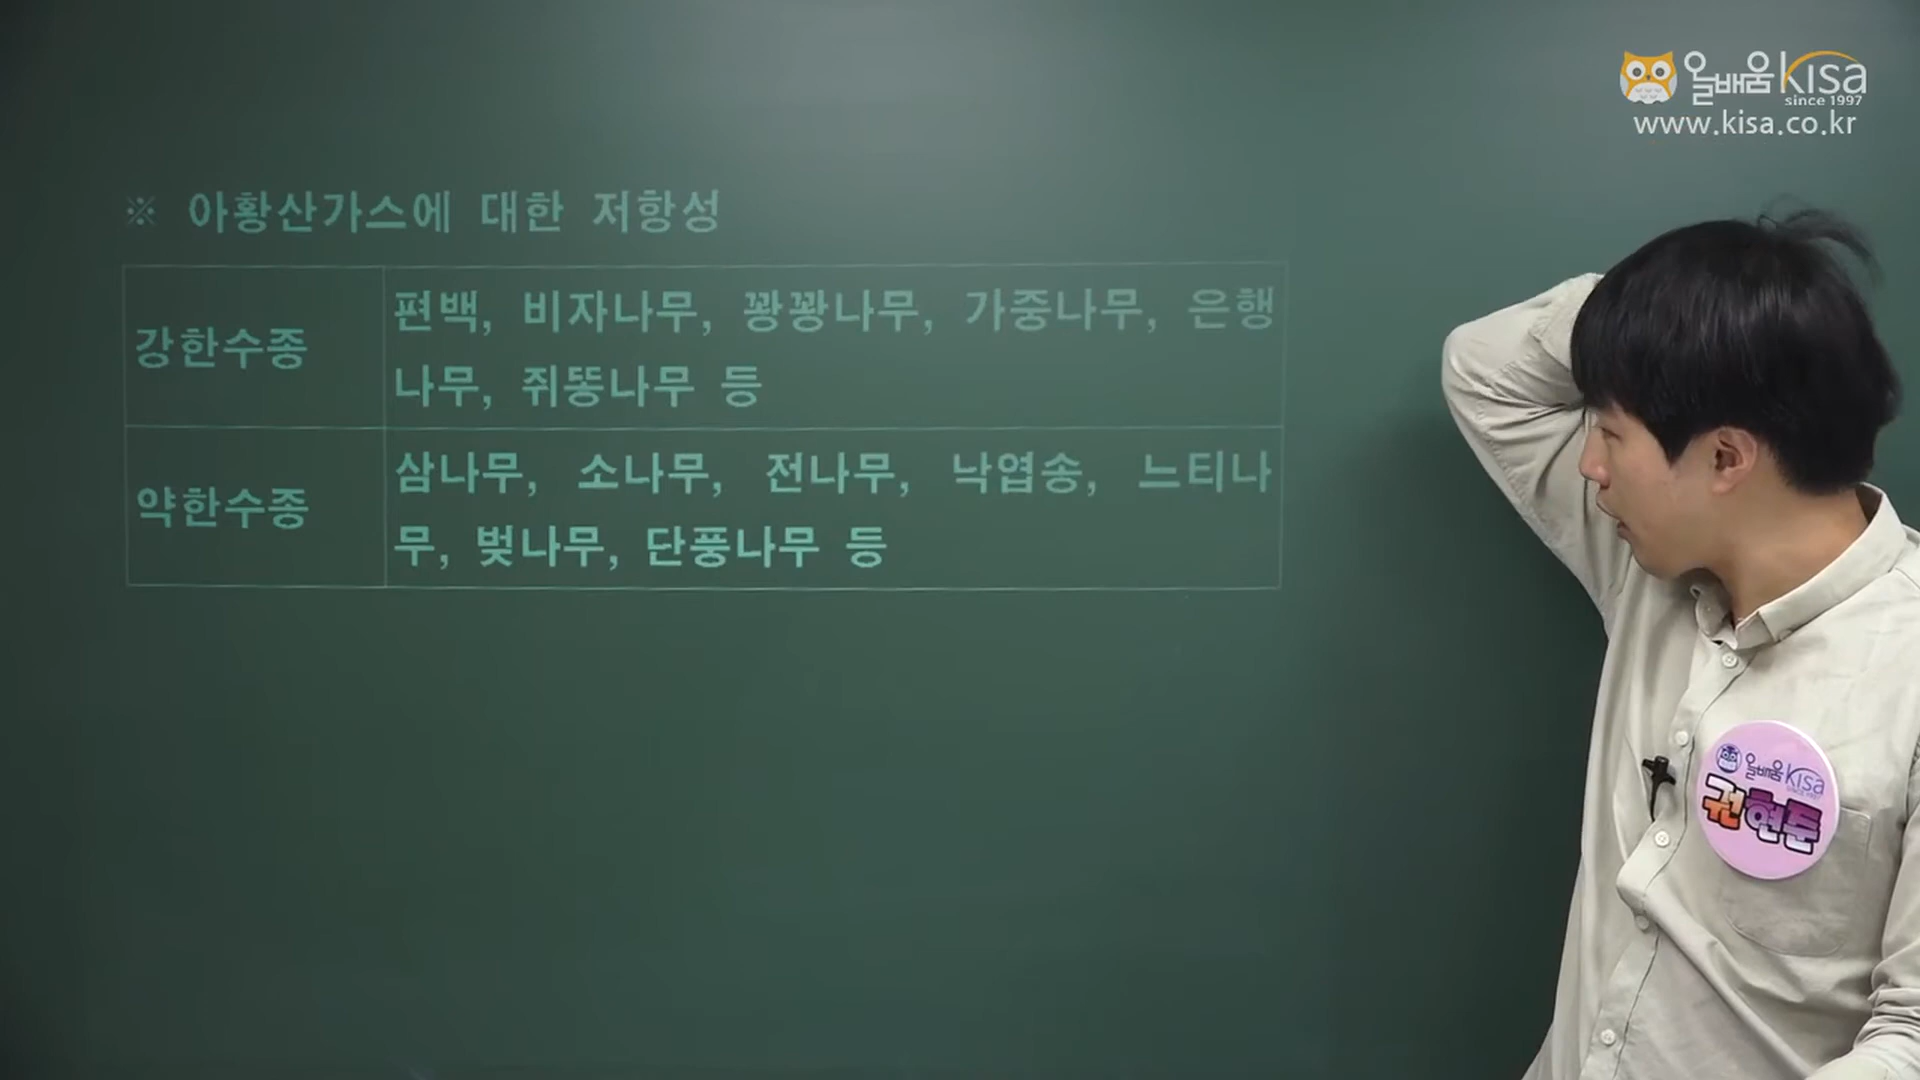 올배움 kisa
since 1997
www.kisa.co.kr
※ 아황산가스에 대한 저항성
강한수종
편백, 비자나무, 꽝꽝나무, 가중나무, 은행
나무, 쥐똥나무 등
약한수종
삼나무, 소나무, 전나무, 낙엽송, 느티나
무, 벚나무, 단풍나무 등
올배움 kisa
SINCE 1997
권현준